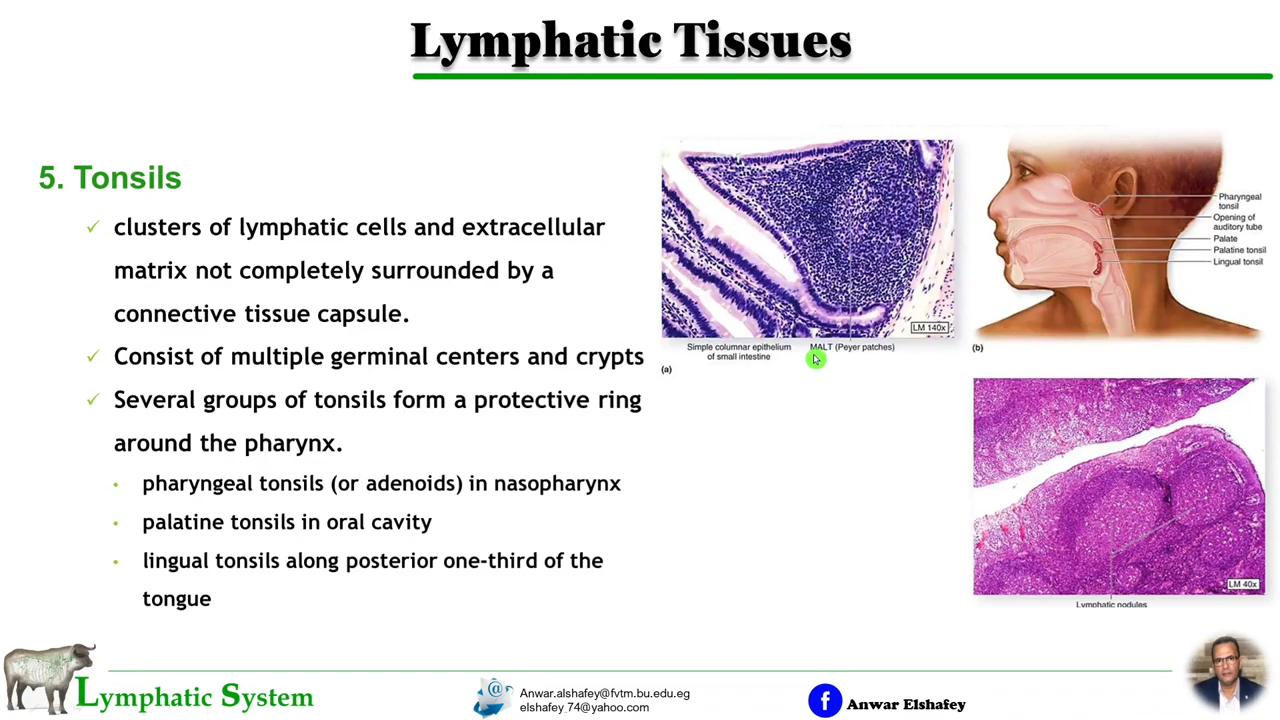 Lymphatic Tissues
5. Tonsils
✓ clusters of lymphatic cells and extracellular
matrix not completely surrounded by a
connective tissue capsule.
✓ Consist of multiple germinal centers and crypts
✓ Several groups of tonsils form a protective ring
around the pharynx.
• pharyngeal tonsils (or adenoids) in nasopharynx
• palatine tonsils in oral cavity
• lingual tonsils along posterior one-third of the
tongue
LM 140x
Simple columnar epithelium
of small intestine
MALT (Peyer patches)
(a)
Pharyngeal
tonsil
Opening of
auditory tube
Palate
Palatine tonsil
Lingual tonsil
(b)
LM 40x
Lymphatic nodules
Lymphatic System
Anwar.alshafey@fvtm.bu.edu.eg
elshafey_74@yahoo.com
f
Anwar Elshafey